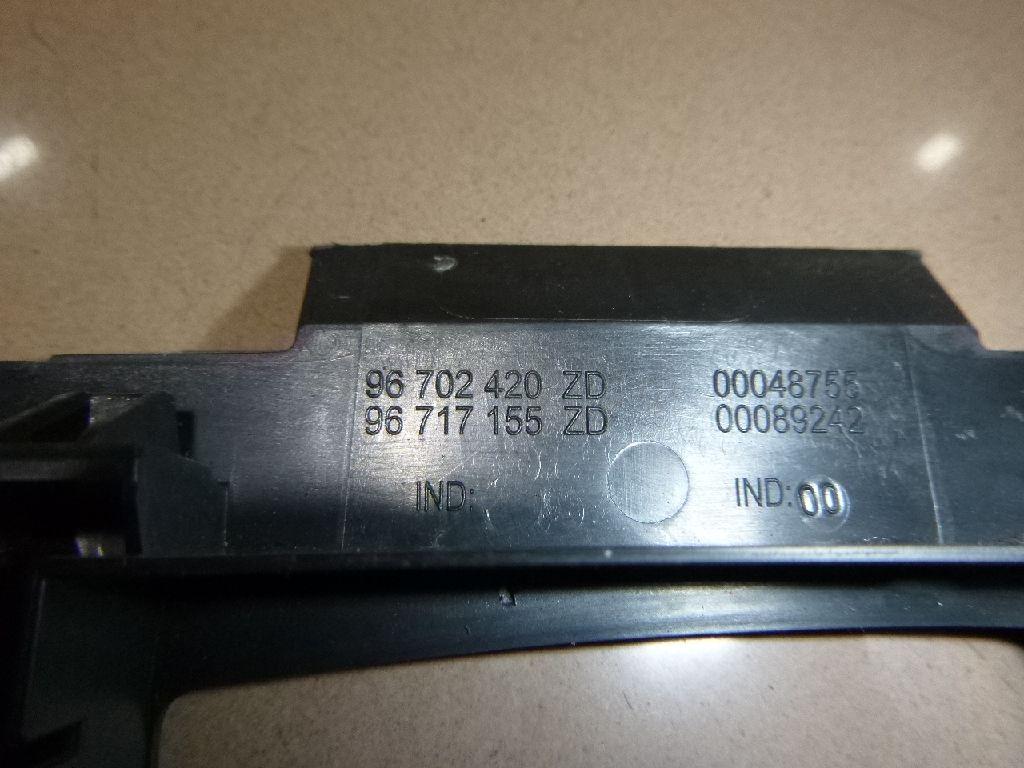 96 702 420 ZD 00048755
96 717 155 ZD 00089242
IND: IND: 00